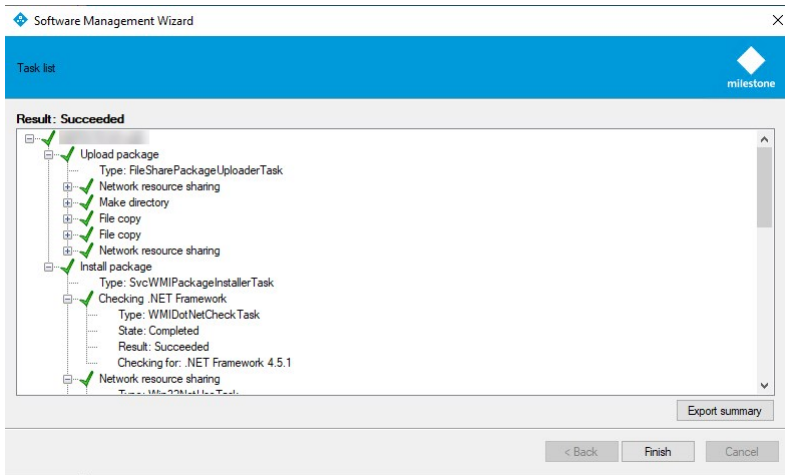 Software Management Wizard
Task list
milestone
Result: Succeeded
Upload package
Type: FileSharePackageUploaderTask
Network resource sharing
Make directory
File copy
File copy
Network resource sharing
Install package
Type: SvcWMIPackageInstallerTask
Checking .NET Framework
Type: WMIDotNetCheckTask
State: Completed
Result: Succeeded
Checking for: .NET Framework 4.5.1
Network resource sharing
Export summary
< Back Finish Cancel